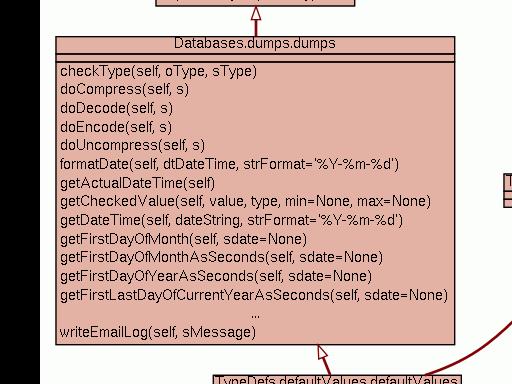 Databases.dumps.dumps
checkType(self, oType, sType)
doCompress(self, s)
doDecode(self, s)
doEncode(self, s)
doUncompress(self, s)
formatDate(self, dtDateTime, strFormat='%Y-%m-%d')
getActualDateTime(self)
getCheckedValue(self, value, type, min=None, max=None)
getDateTime(self, dateString, strFormat='%Y-%m-%d')
getFirstDayOfMonth(self, sdate=None)
getFirstDayOfMonthAsSeconds(self, sdate=None)
getFirstDayOfYearAsSeconds(self, sdate=None)
getFirstLastDayOfCurrentYearAsSeconds(self, sdate=None)
...
writeEmailLog(self, sMessage)
TypeDefs.defaultValues.defaultValues